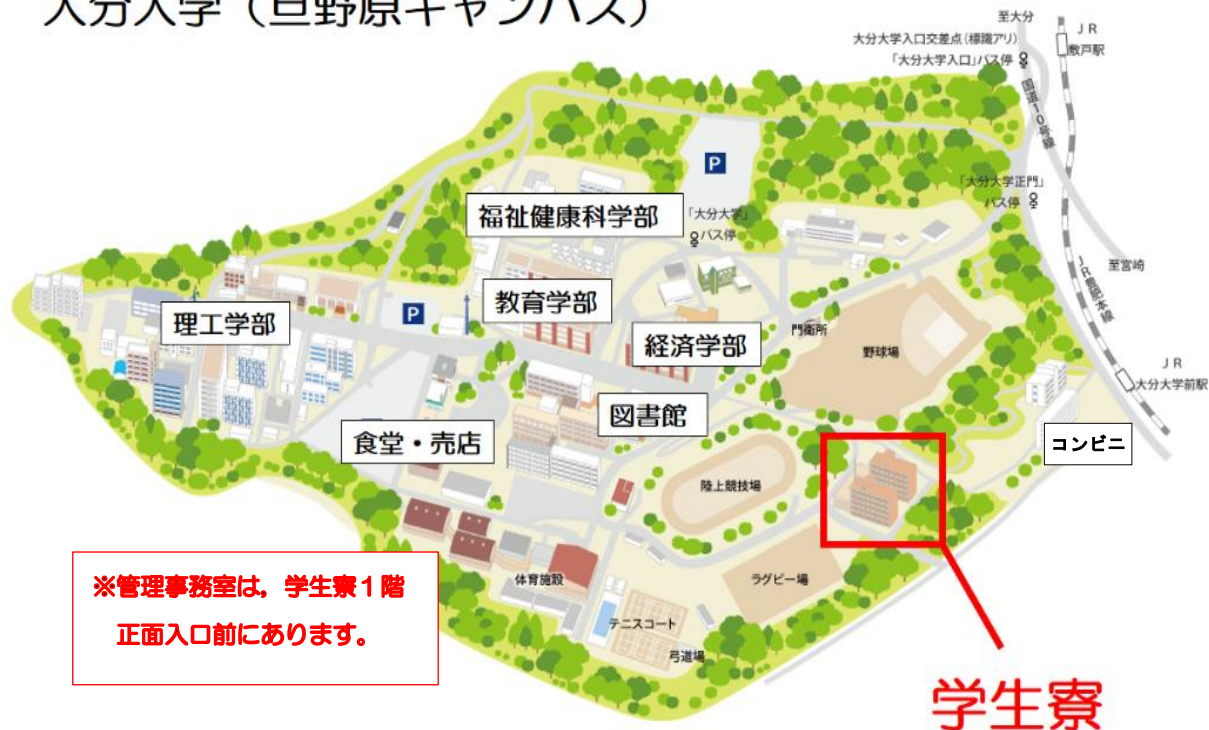 大分大学（旦野原キャンパス）
至大分
JR
敷戸駅
大分大学入口交差点(標識アリ)
「大分大学入口」バス停
国道10号線
P
「大分大学正門」
バス停
福祉健康科学部
「大分大学」
バス停
至宮崎
JR豊肥本線
教育学部
P
理工学部
経済学部
門衛所
野球場
JR
大分大学前駅
図書館
食堂・売店
コンビニ
陸上競技場
※管理事務室は，学生寮１階
正面入口前にあります。
体育施設
ラグビー場
テニスコート
弓道場
学生寮